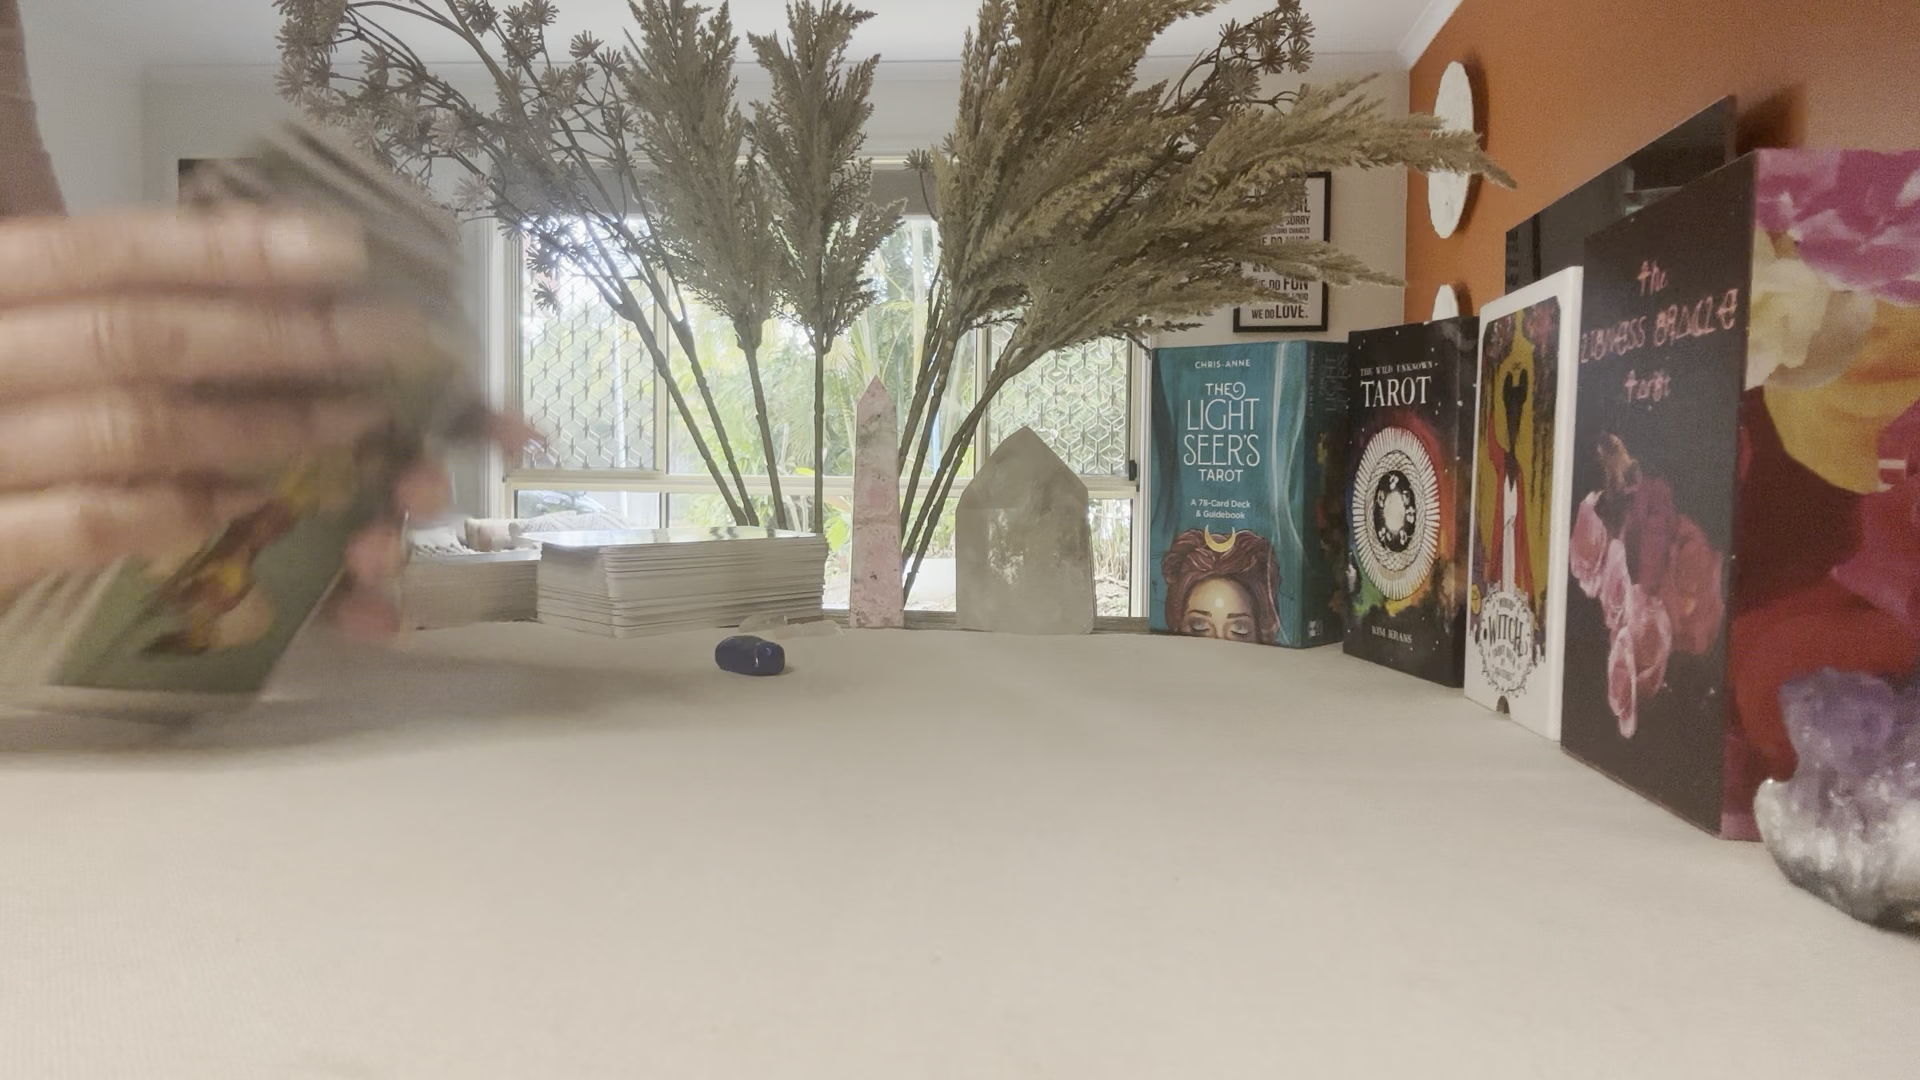 SORRY
WE DO FUN
WE DO LOVE.
CHRIS-ANNE
THE
LIGHT
SEER'S
TAROT
A 78-Card Deck
& Guidebook
THE WILD UNKNOWN
TAROT
KIM KRANS
WITCH
the
tarot